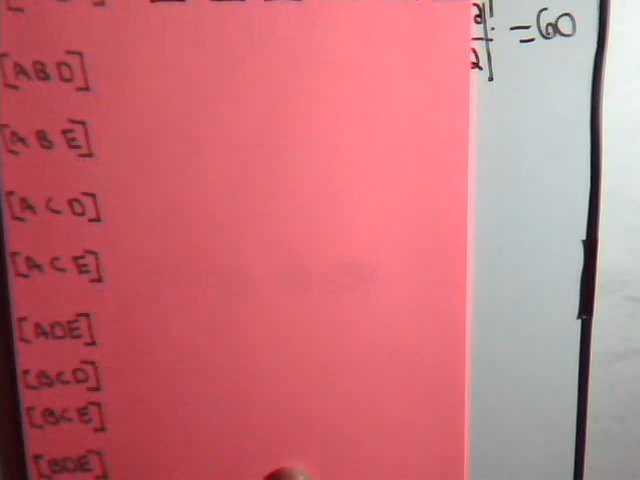 = 60
[ABD]
[ABE]
[ACD]
[ACE]
[ADE]
[BCD]
[BCE]
[BDE]